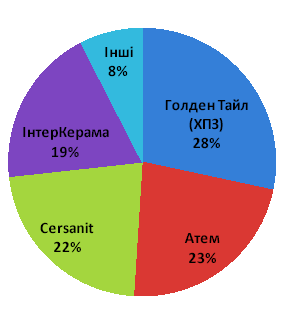 Інші
8%
Голден Тайл
(ХПЗ)
28%
ІнтерКерама
19%
Cersanit
22%
Атем
23%